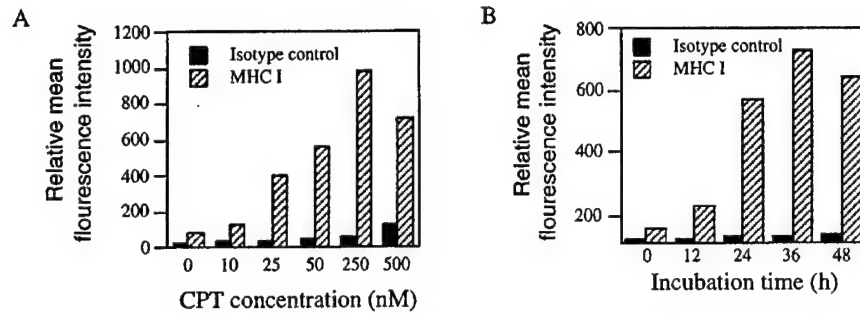 A
Relative mean
flourescence intensity
1200
1000
800
600
400
200
0
Isotype control
MHC I
0 10 25 50 250 500
CPT concentration (nM)
B
Relative mean
flourescence intensity
800
600
400
200
Isotype control
MHC I
0 12 24 36 48
Incubation time (h)